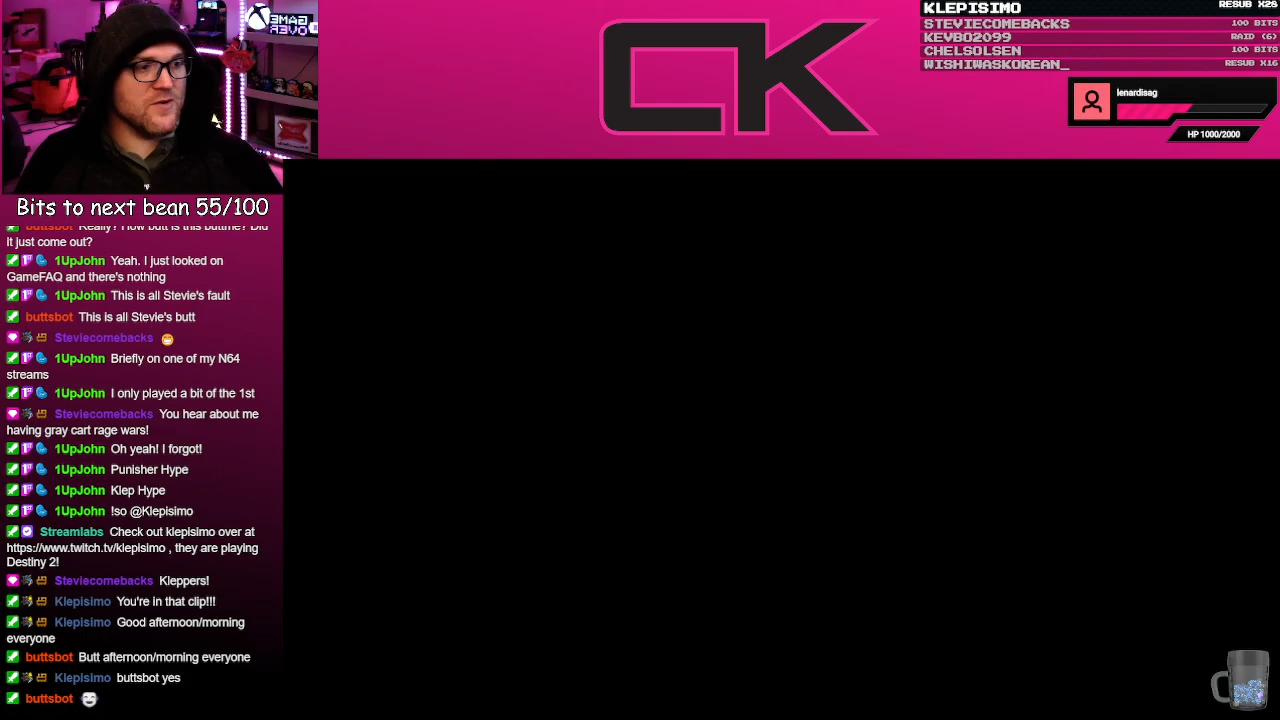 GAME
OVER
CK
KLEPISIMO RESUB X26
STEVIECOMEBACKS 100 BITS
KEVBO2099 RAID (6)
CHELSOLSEN 100 BITS
WISHIWASKOREAN_ RESUB X16
lenardisag
HP 1000/2000
Bits to next bean 55/100
buttsbot Really? How butt is this buttime? Did
it just come out?
1UpJohn Yeah. I just looked on
GameFAQ and there's nothing
1UpJohn This is all Stevie's fault
buttsbot This is all Stevie's butt
Steviecomebacks
1UpJohn Briefly on one of my N64
streams
1UpJohn I only played a bit of the 1st
Steviecomebacks You hear about me
having gray cart rage wars!
1UpJohn Oh yeah! I forgot!
1UpJohn Punisher Hype
1UpJohn Klep Hype
1UpJohn !so @Klepisimo
Streamlabs Check out klepisimo over at
https://www.twitch.tv/klepisimo , they are playing
Destiny 2!
Steviecomebacks Kleppers!
Klepisimo You're in that clip!!!
Klepisimo Good afternoon/morning
everyone
buttsbot Butt afternoon/morning everyone
Klepisimo buttsbot yes
buttsbot